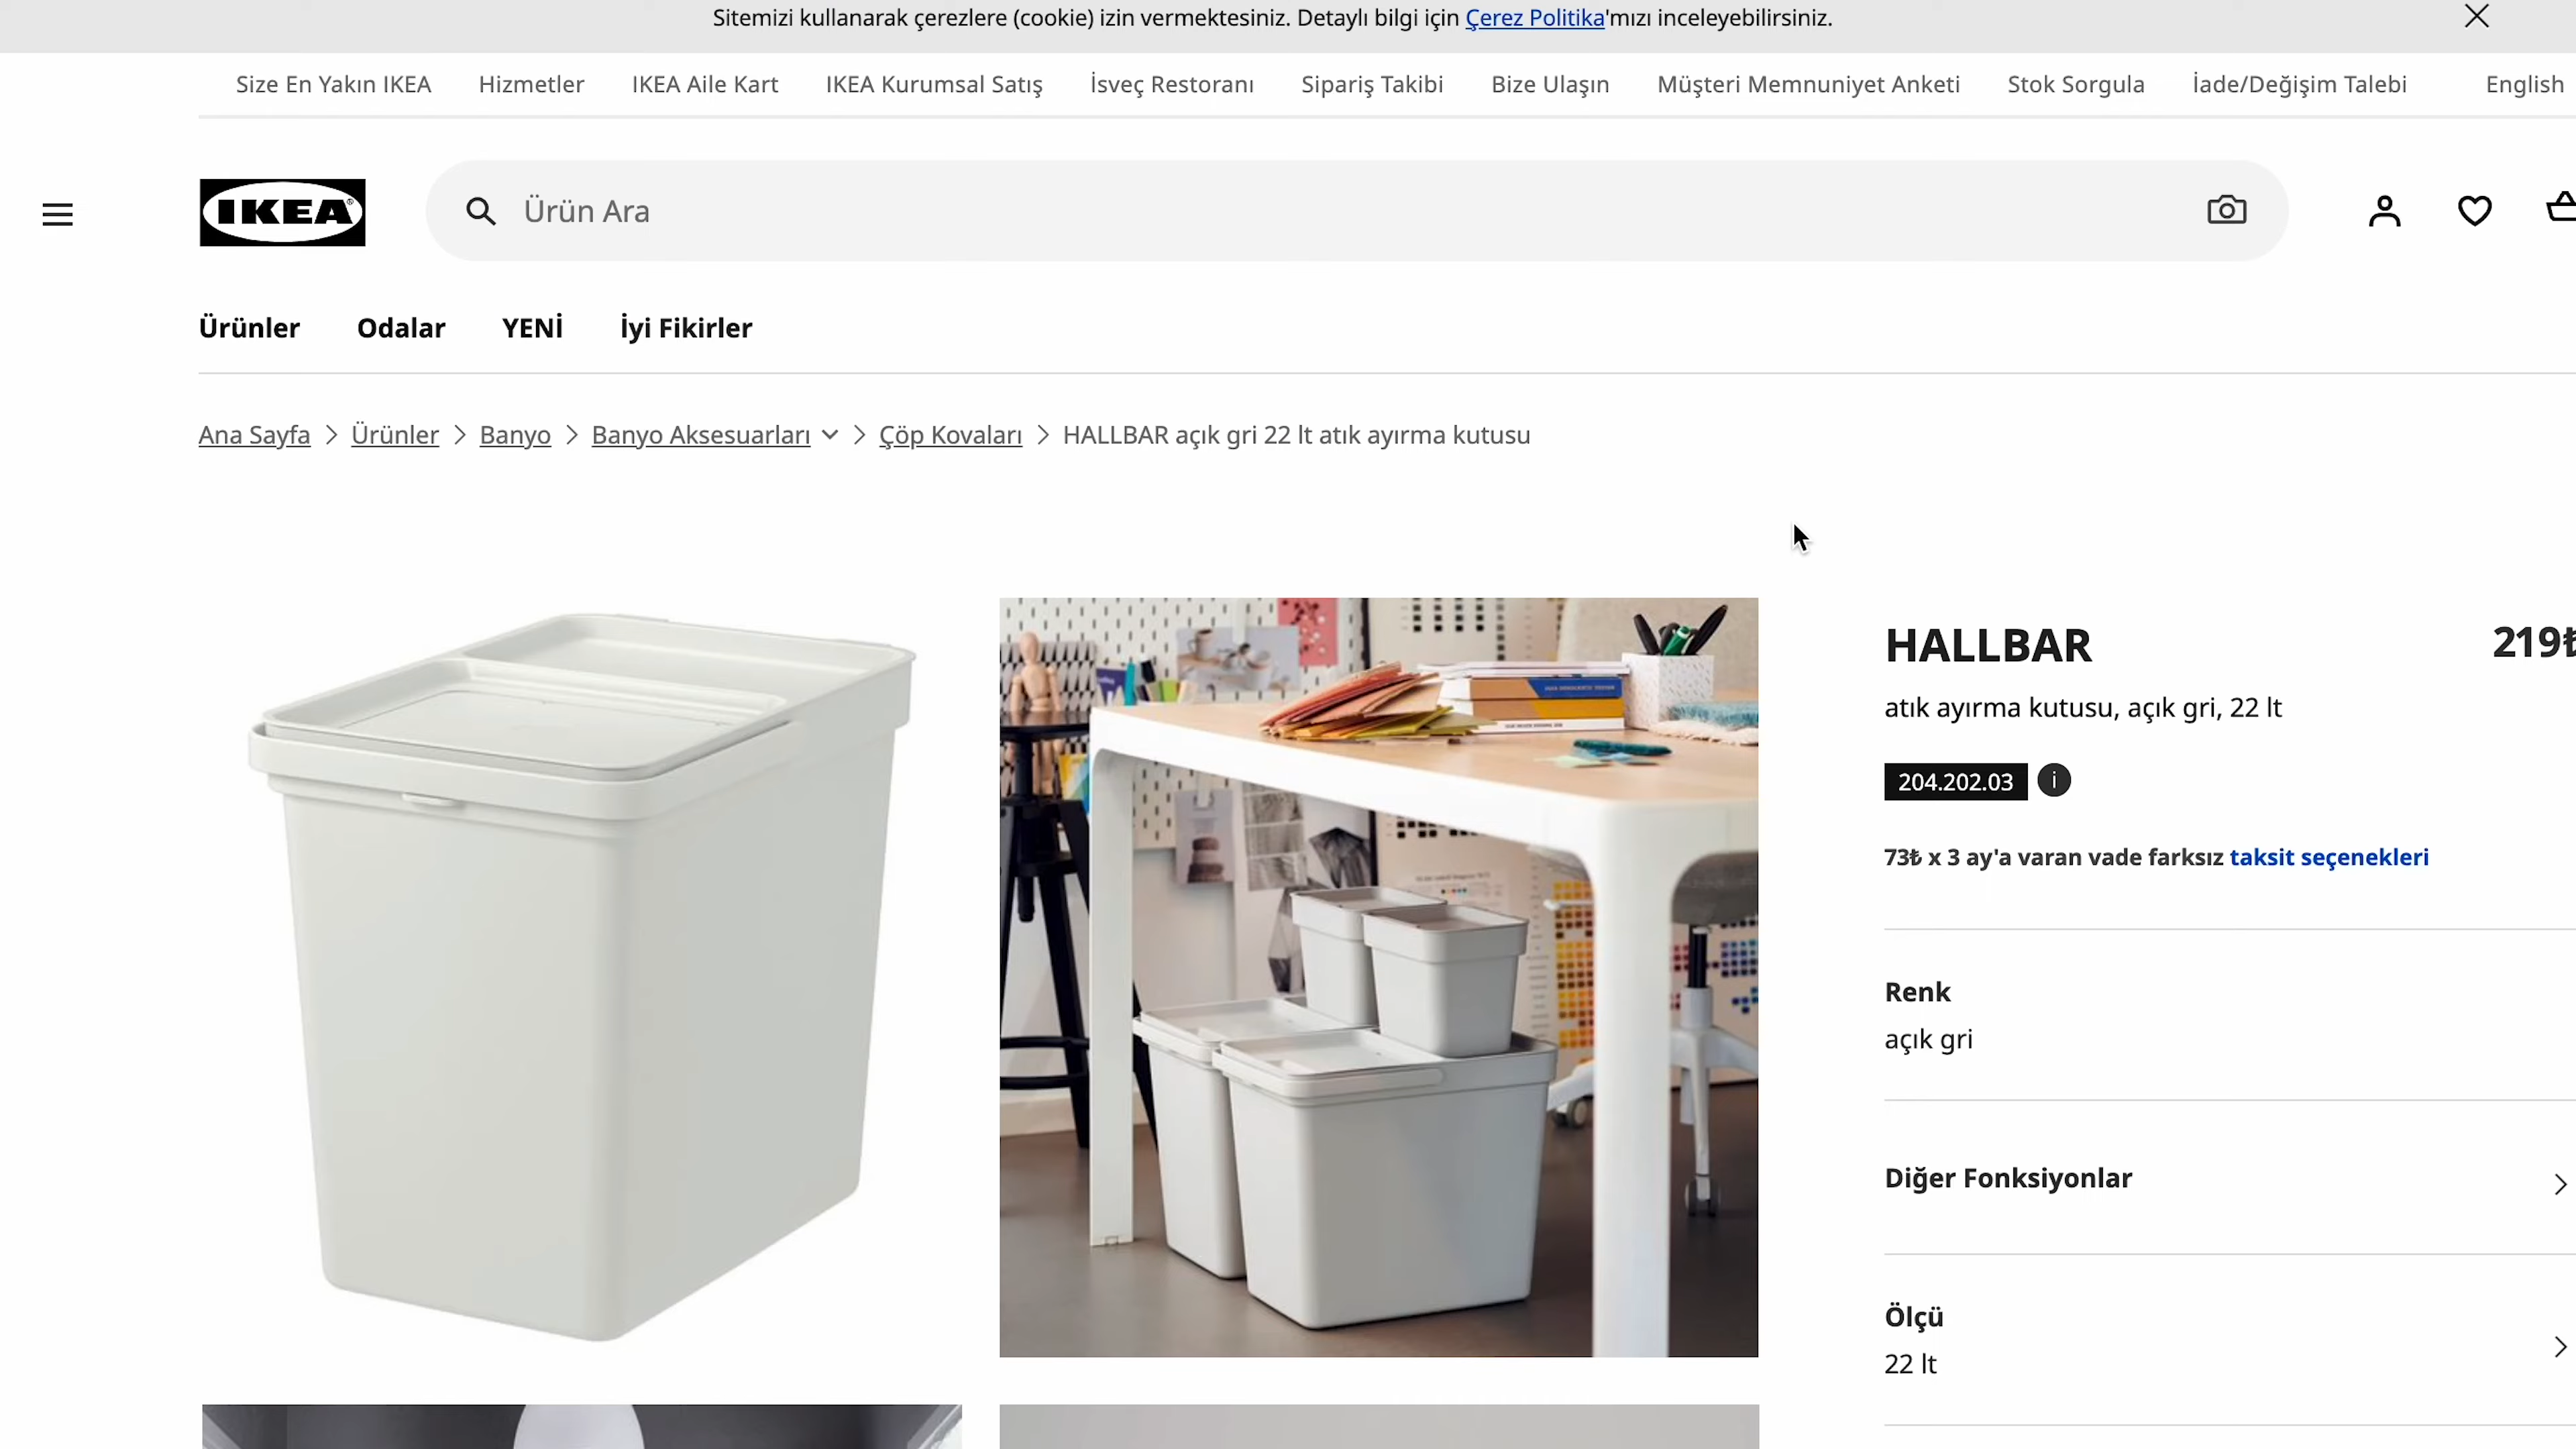 Sitemizi kullanarak çerezlere (cookie) izin vermektesiniz. Detaylı bilgi için Çerez Politika'mızı inceleyebilirsiniz.
Size En Yakın IKEA Hizmetler IKEA Aile Kart IKEA Kurumsal Satış İsveç Restoranı Sipariş Takibi Bize Ulaşın Müşteri Memnuniyet Anketi Stok Sorgula İade/Değişim Talebi English
IKEA
Ürün Ara
Ürünler Odalar YENİ İyi Fikirler
Ana Sayfa Ürünler Banyo Banyo Aksesuarları Çöp Kovaları HALLBAR açık gri 22 lt atık ayırma kutusu
HALLBAR 219₺
atık ayırma kutusu, açık gri, 22 lt
204.202.03
73₺ x 3 ay'a varan vade farksız taksit seçenekleri
Renk
açık gri
Diğer Fonksiyonlar
Ölçü
22 lt